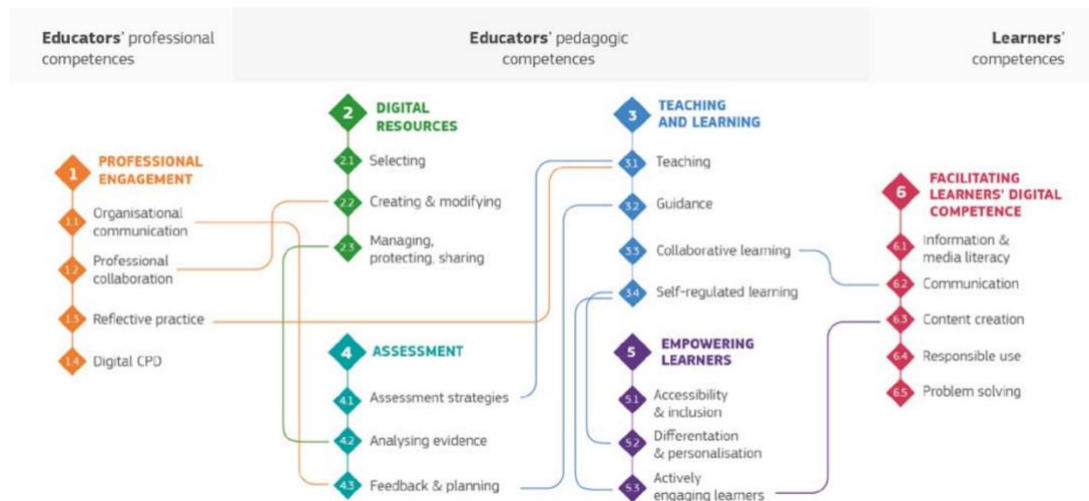 Educators' professional
competences
Educators' pedagogic
competences
Learners'
competences
1
PROFESSIONAL
ENGAGEMENT
1.1
Organisational
communication
1.2
Professional
collaboration
1.3
Reflective practice
1.4
Digital CPD
2
DIGITAL
RESOURCES
2.1
Selecting
2.2
Creating & modifying
2.3
Managing,
protecting, sharing
4
ASSESSMENT
4.1
Assessment strategies
4.2
Analysing evidence
4.3
Feedback & planning
3
TEACHING
AND LEARNING
3.1
Teaching
3.2
Guidance
3.3
Collaborative learning
3.4
Self-regulated learning
5
EMPOWERING
LEARNERS
5.1
Accessibility
& inclusion
5.2
Differentation
& personalisation
5.3
Actively
engaging learners
6
FACILITATING
LEARNERS' DIGITAL
COMPETENCE
6.1
Information &
media literacy
6.2
Communication
6.3
Content creation
6.4
Responsible use
6.5
Problem solving